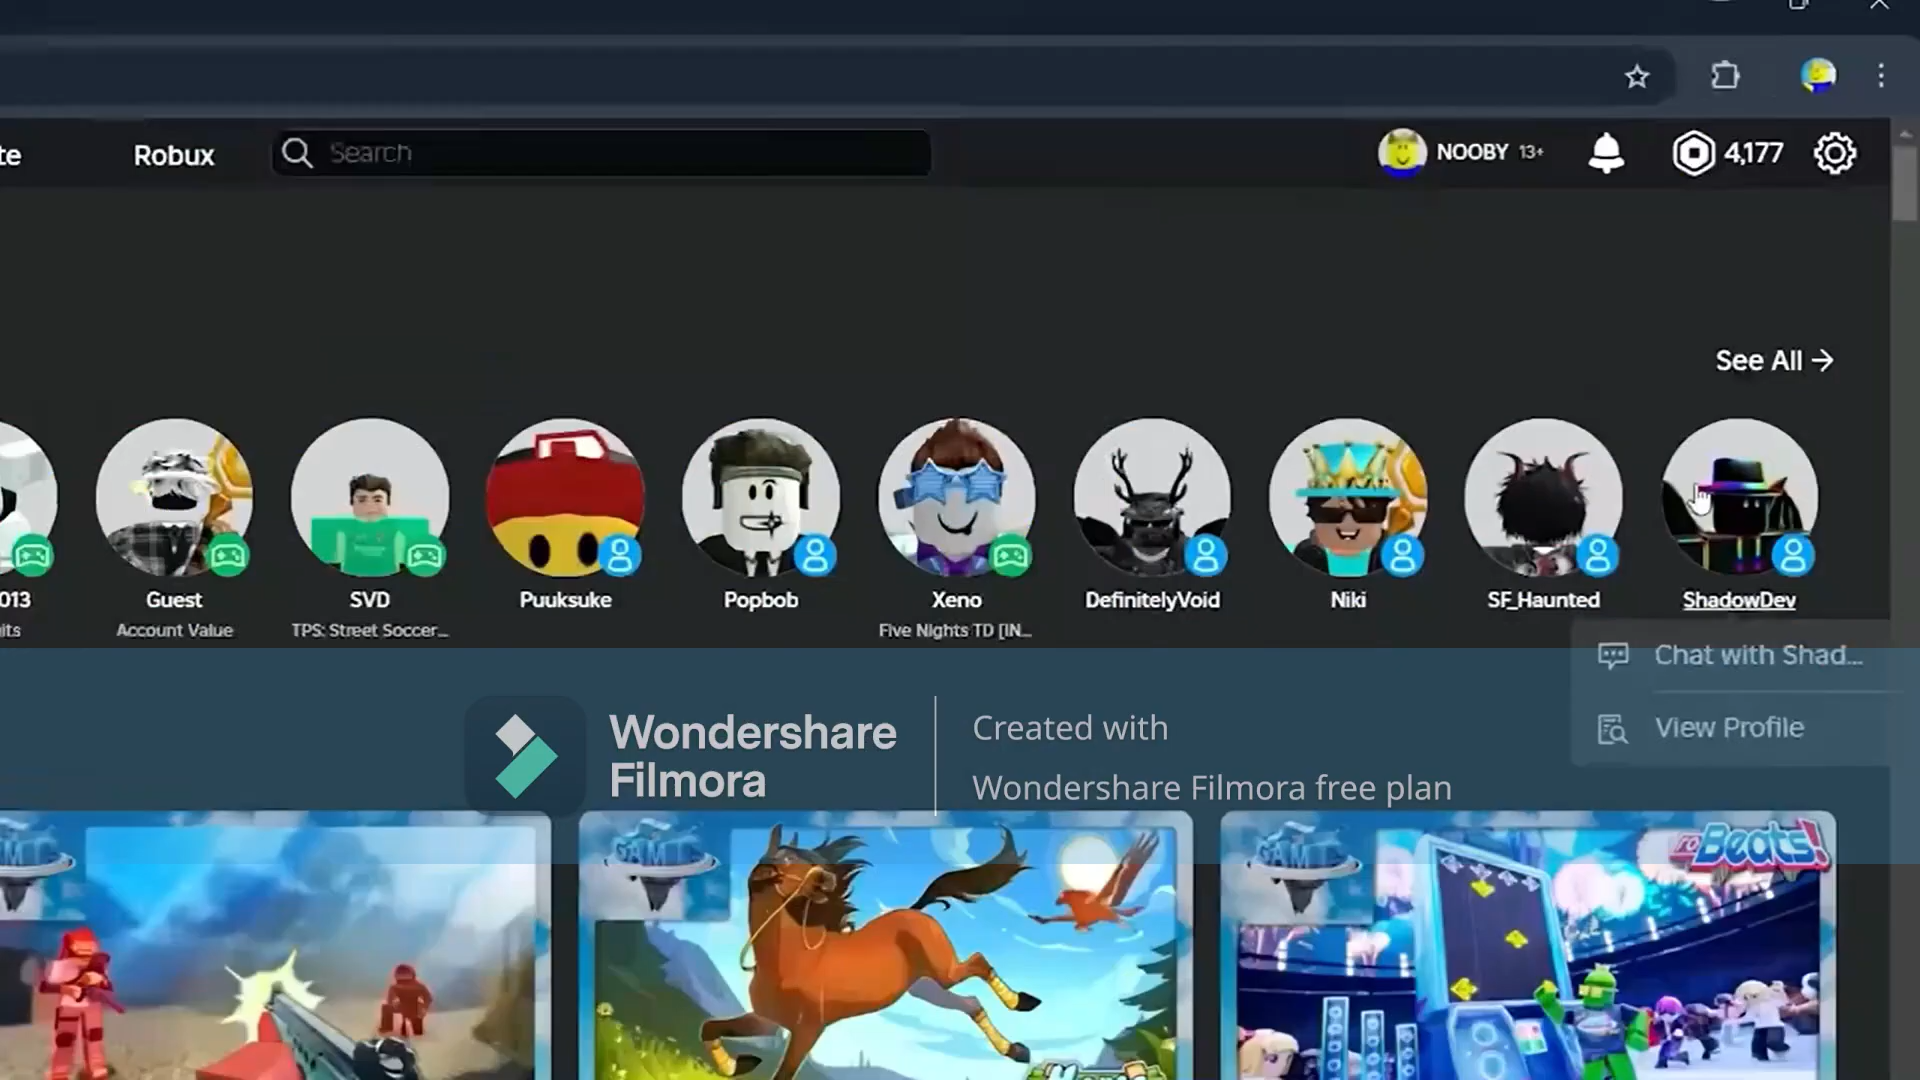 te
Robux
Search
NOOBY 13+
4,177
See All →
013
its
Guest
Account Value
SVD
TPS: Street Soccer...
Puuksuke
Popbob
Xeno
Five Nights TD [IN...
DefinitelyVoid
Niki
SF_Haunted
ShadowDev
Chat with Shad...
View Profile
Wondershare
Filmora
Created with
Wondershare Filmora free plan
roBeats!